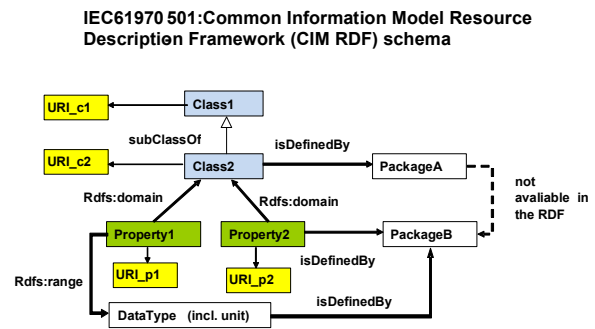 IEC61970 501:Common Information Model Resource
Description Framework (CIM RDF) schema
URI_c1
Class1
subClassOf
isDefinedBy
URI_c2
Class2
PackageA
not
avaliable in
the RDF
Rdfs:domain
Rdfs:domain
Property1
Property2
PackageB
isDefinedBy
URI_p1
URI_p2
Rdfs:range
isDefinedBy
DataType (incl. unit)